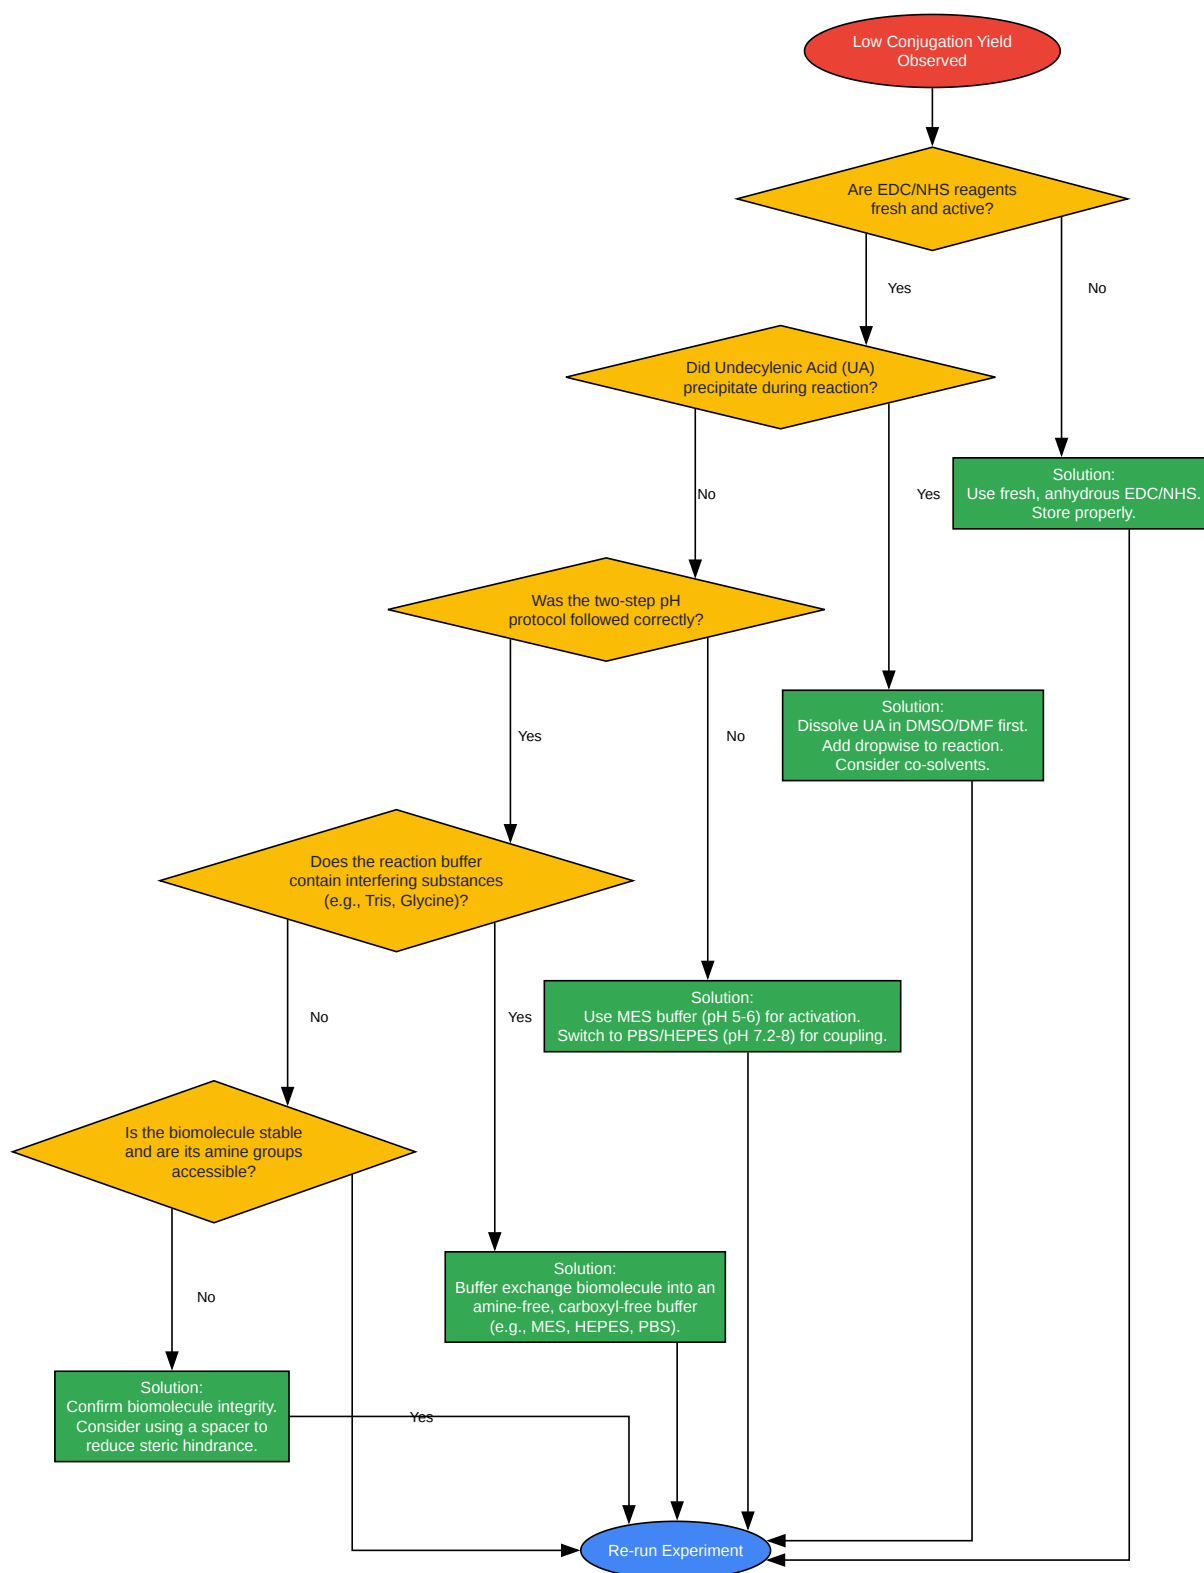 Low Conjugation Yield
Observed
Are EDC/NHS reagents
fresh and active?
Yes
No
Did Undecylenic Acid (UA)
precipitate during reaction?
Solution:
Use fresh, anhydrous EDC/NHS.
Store properly.
No
Yes
Was the two-step pH
protocol followed correctly?
Solution:
Dissolve UA in DMSO/DMF first.
Add dropwise to reaction.
Consider co-solvents.
Yes
No
Does the reaction buffer
contain interfering substances
(e.g., Tris, Glycine)?
Solution:
Use MES buffer (pH 5-6) for activation.
Switch to PBS/HEPES (pH 7.2-8) for coupling.
No
Yes
Is the biomolecule stable
and are its amine groups
accessible?
Solution:
Buffer exchange biomolecule into an
amine-free, carboxyl-free buffer
(e.g., MES, HEPES, PBS).
No
Solution:
Confirm biomolecule integrity.
Consider using a spacer to
reduce steric hindrance.
Yes
Re-run Experiment